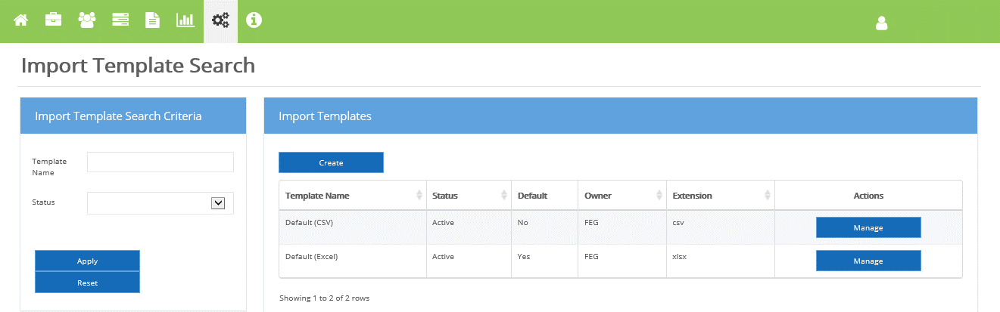 Import Template Search
Import Template Search Criteria
Template
Name
Status
Apply
Reset
Import Templates
Create
Template Name Status Default Owner Extension Actions
Default (CSV) Active No FEG csv Manage
Default (Excel) Active Yes FEG xlsx Manage
Showing 1 to 2 of 2 rows